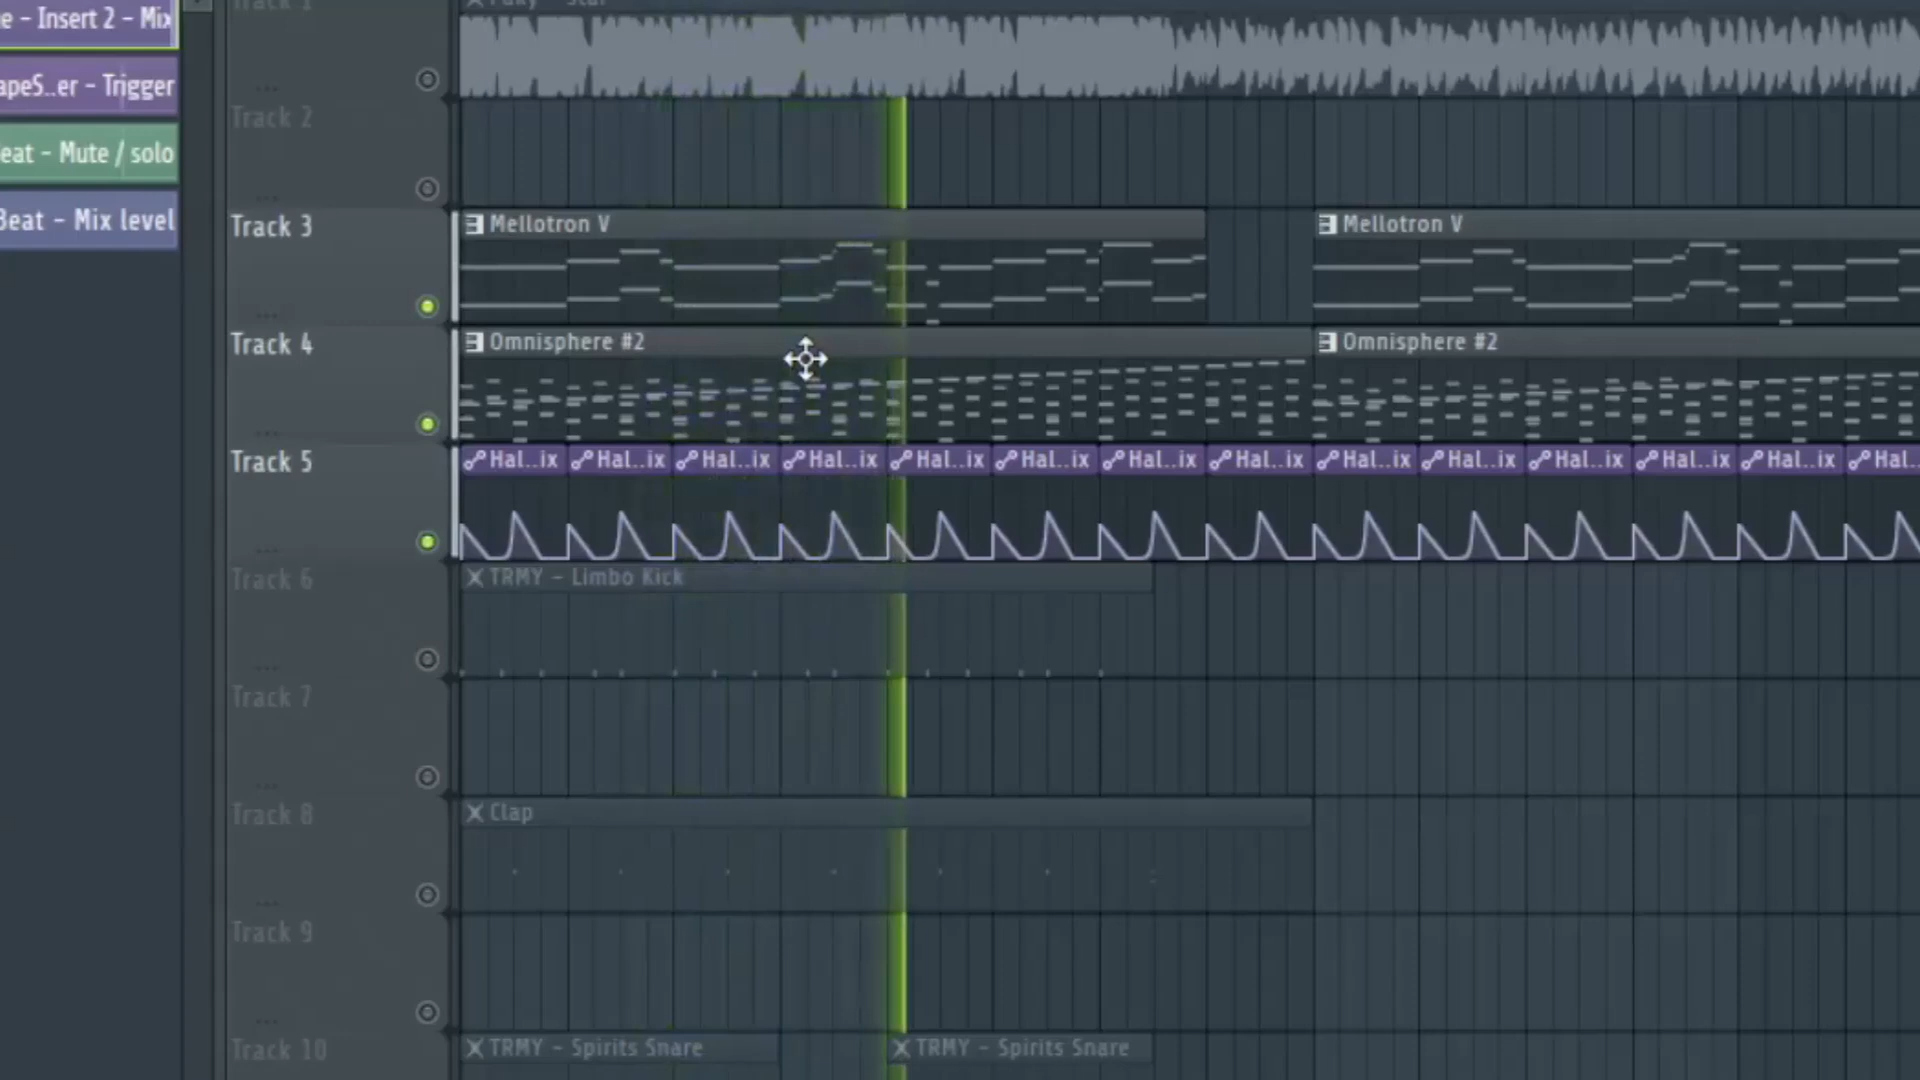 e - Insert 2 - Mix
apeS..er - Trigger
eat - Mute / solo
Beat - Mix level
Track 1
Track 2
Track 3
Mellotron V
Mellotron V
Track 4
Omnisphere #2
Omnisphere #2
Track 5
Hal..ix Hal..ix Hal..ix Hal..ix Hal..ix Hal..ix Hal..ix Hal..ix Hal..ix Hal..ix Hal..ix Hal..ix Hal..ix Hal..
Track 6
TRMY - Limbo Kick
Track 7
Track 8
Clap
Track 9
Track 10
TRMY - Spirits Snare
TRMY - Spirits Snare